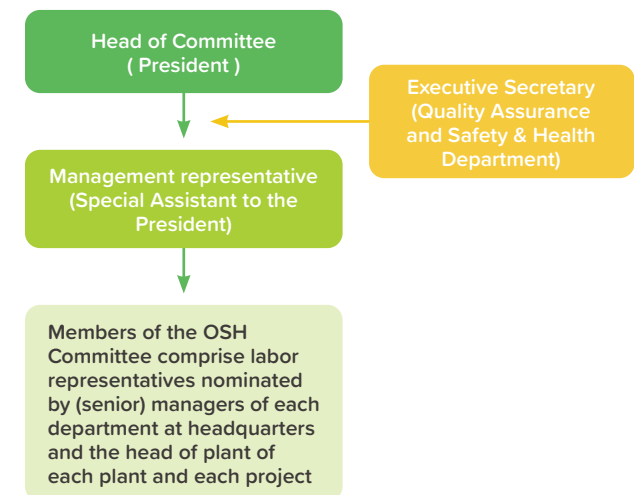 Head of Committee
( President )
Executive Secretary
(Quality Assurance
and Safety & Health
Department)
Management representative
(Special Assistant to the
President)
Members of the OSH
Committee comprise labor
representatives nominated
by (senior) managers of each
department at headquarters
and the head of plant of
each plant and each project